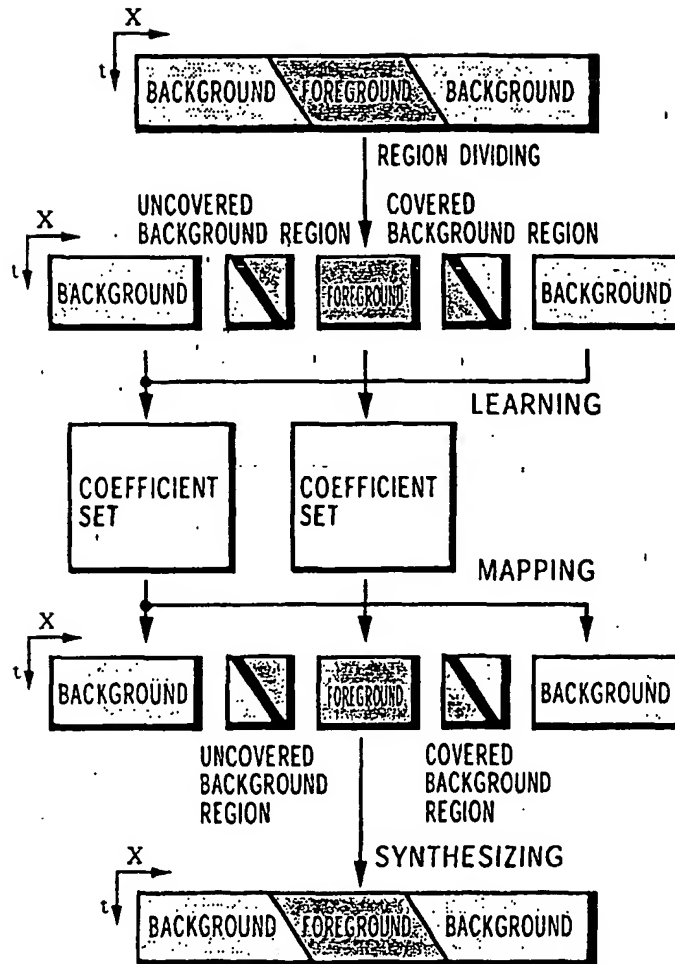 X
t
BACKGROUND FOREGROUND BACKGROUND
REGION DIVIDING
UNCOVERED
BACKGROUND REGION
COVERED
BACKGROUND REGION
X
t
BACKGROUND FOREGROUND BACKGROUND
LEARNING
COEFFICIENT
SET
COEFFICIENT
SET
MAPPING
X
t
BACKGROUND FOREGROUND BACKGROUND
UNCOVERED
BACKGROUND
REGION
COVERED
BACKGROUND
REGION
SYNTHESIZING
X
t
BACKGROUND FOREGROUND BACKGROUND